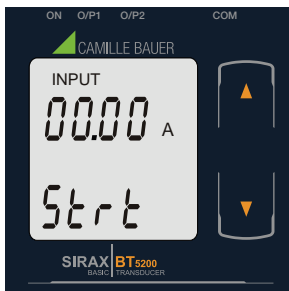 ON O/P1 O/P2 COM
CAMILLE BAUER
INPUT
00.00 A
Strt
SIRAX BT5200
BASIC TRANSDUCER